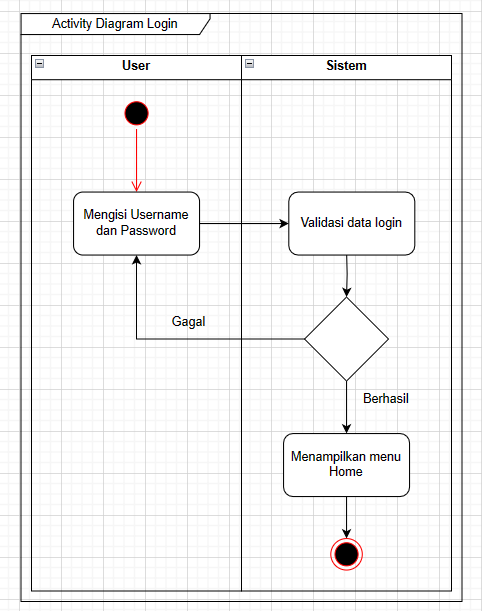 Activity Diagram Login
User
Sistem
Mengisi Username
dan Password
Validasi data login
Gagal
Berhasil
Menampilkan menu
Home